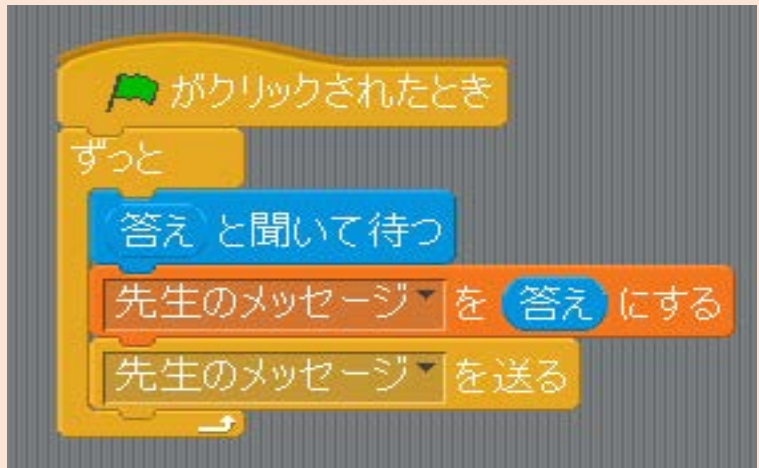 がクリックされたとき
ずっと
答え と聞いて待つ
先生のメッセージ を 答え にする
先生のメッセージ を送る